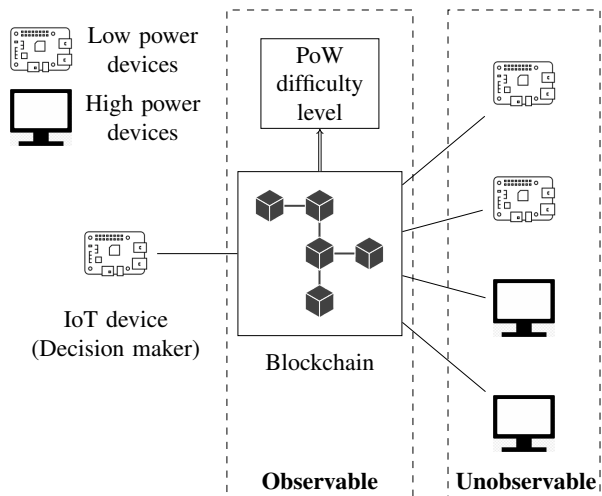 Low power
devices
High power
devices
PoW
difficulty
level
IoT device
(Decision maker)
Blockchain
Observable
Unobservable